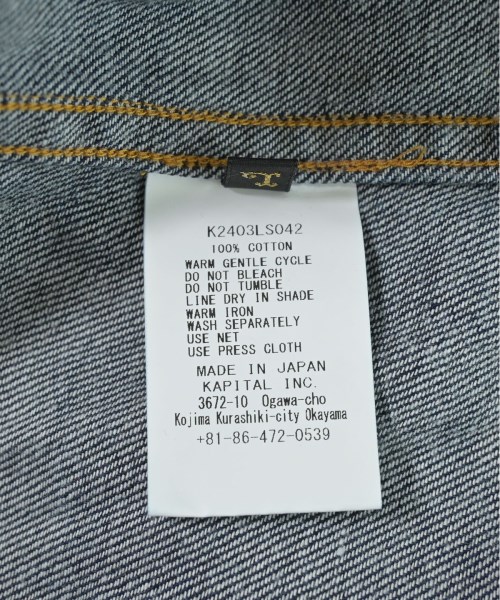 K2403LS042
100% COTTON
WARM GENTLE CYCLE
DO NOT BLEACH
DO NOT TUMBLE
LINE DRY IN SHADE
WARM IRON
WASH SEPARATELY
USE NET
USE PRESS CLOTH
MADE IN JAPAN
KAPITAL INC.
3672-10 Ogawa-cho
Kojima Kurashiki-city Okayama
+81-86-472-0539